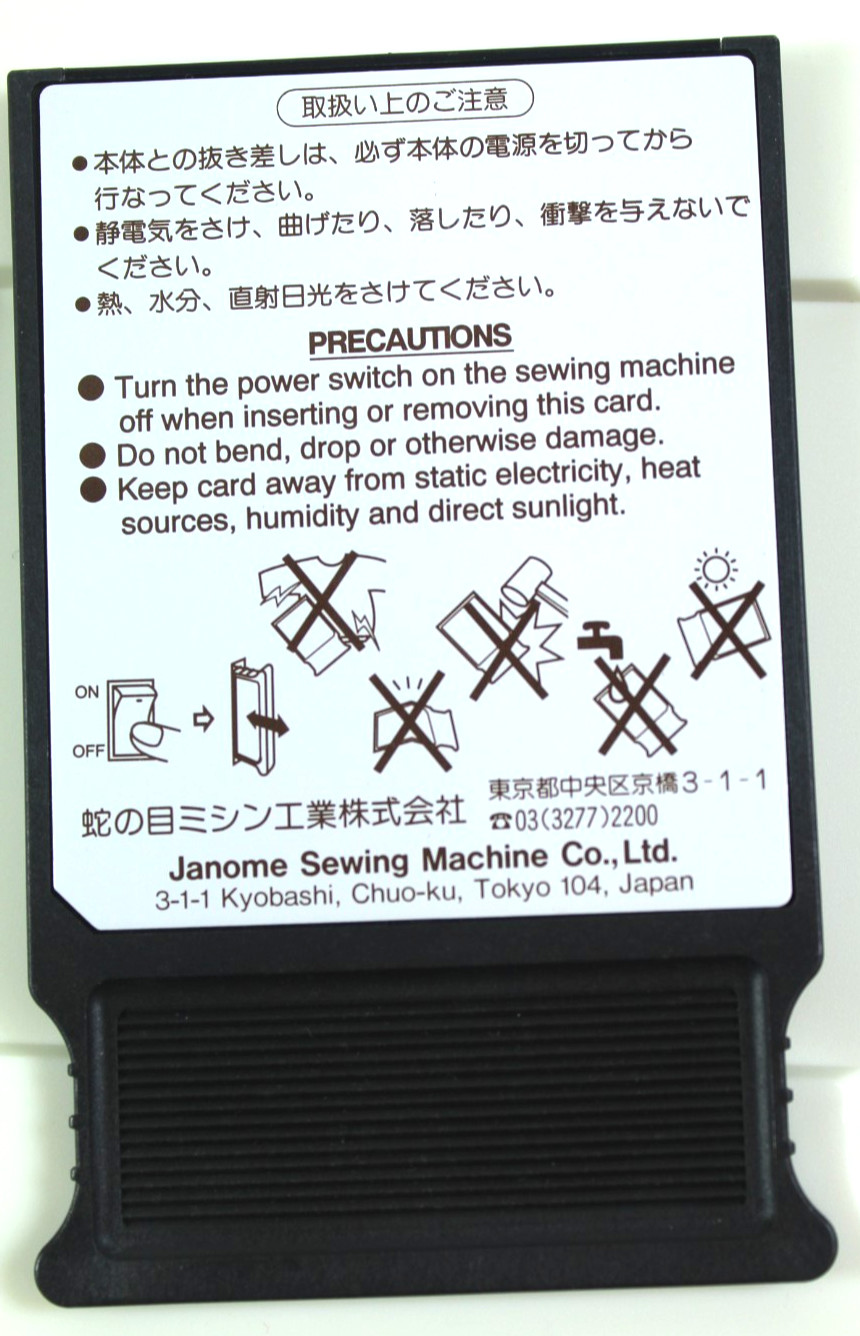 取扱い上のご注意
●本体との抜き差しは、必ず本体の電源を切ってから
行なってください。
●静電気をさけ、曲げたり、落したり、衝撃を与えないで
ください。
●熱、水分、直射日光をさけてください。
PRECAUTIONS
● Turn the power switch on the sewing machine
off when inserting or removing this card.
● Do not bend, drop or otherwise damage.
● Keep card away from static electricity, heat
sources, humidity and direct sunlight.
ON
OFF
蛇の目ミシン工業株式会社
東京都中央区京橋3-1-1
☎03(3277)2200
Janome Sewing Machine Co., Ltd.
3-1-1 Kyobashi, Chuo-ku, Tokyo 104, Japan